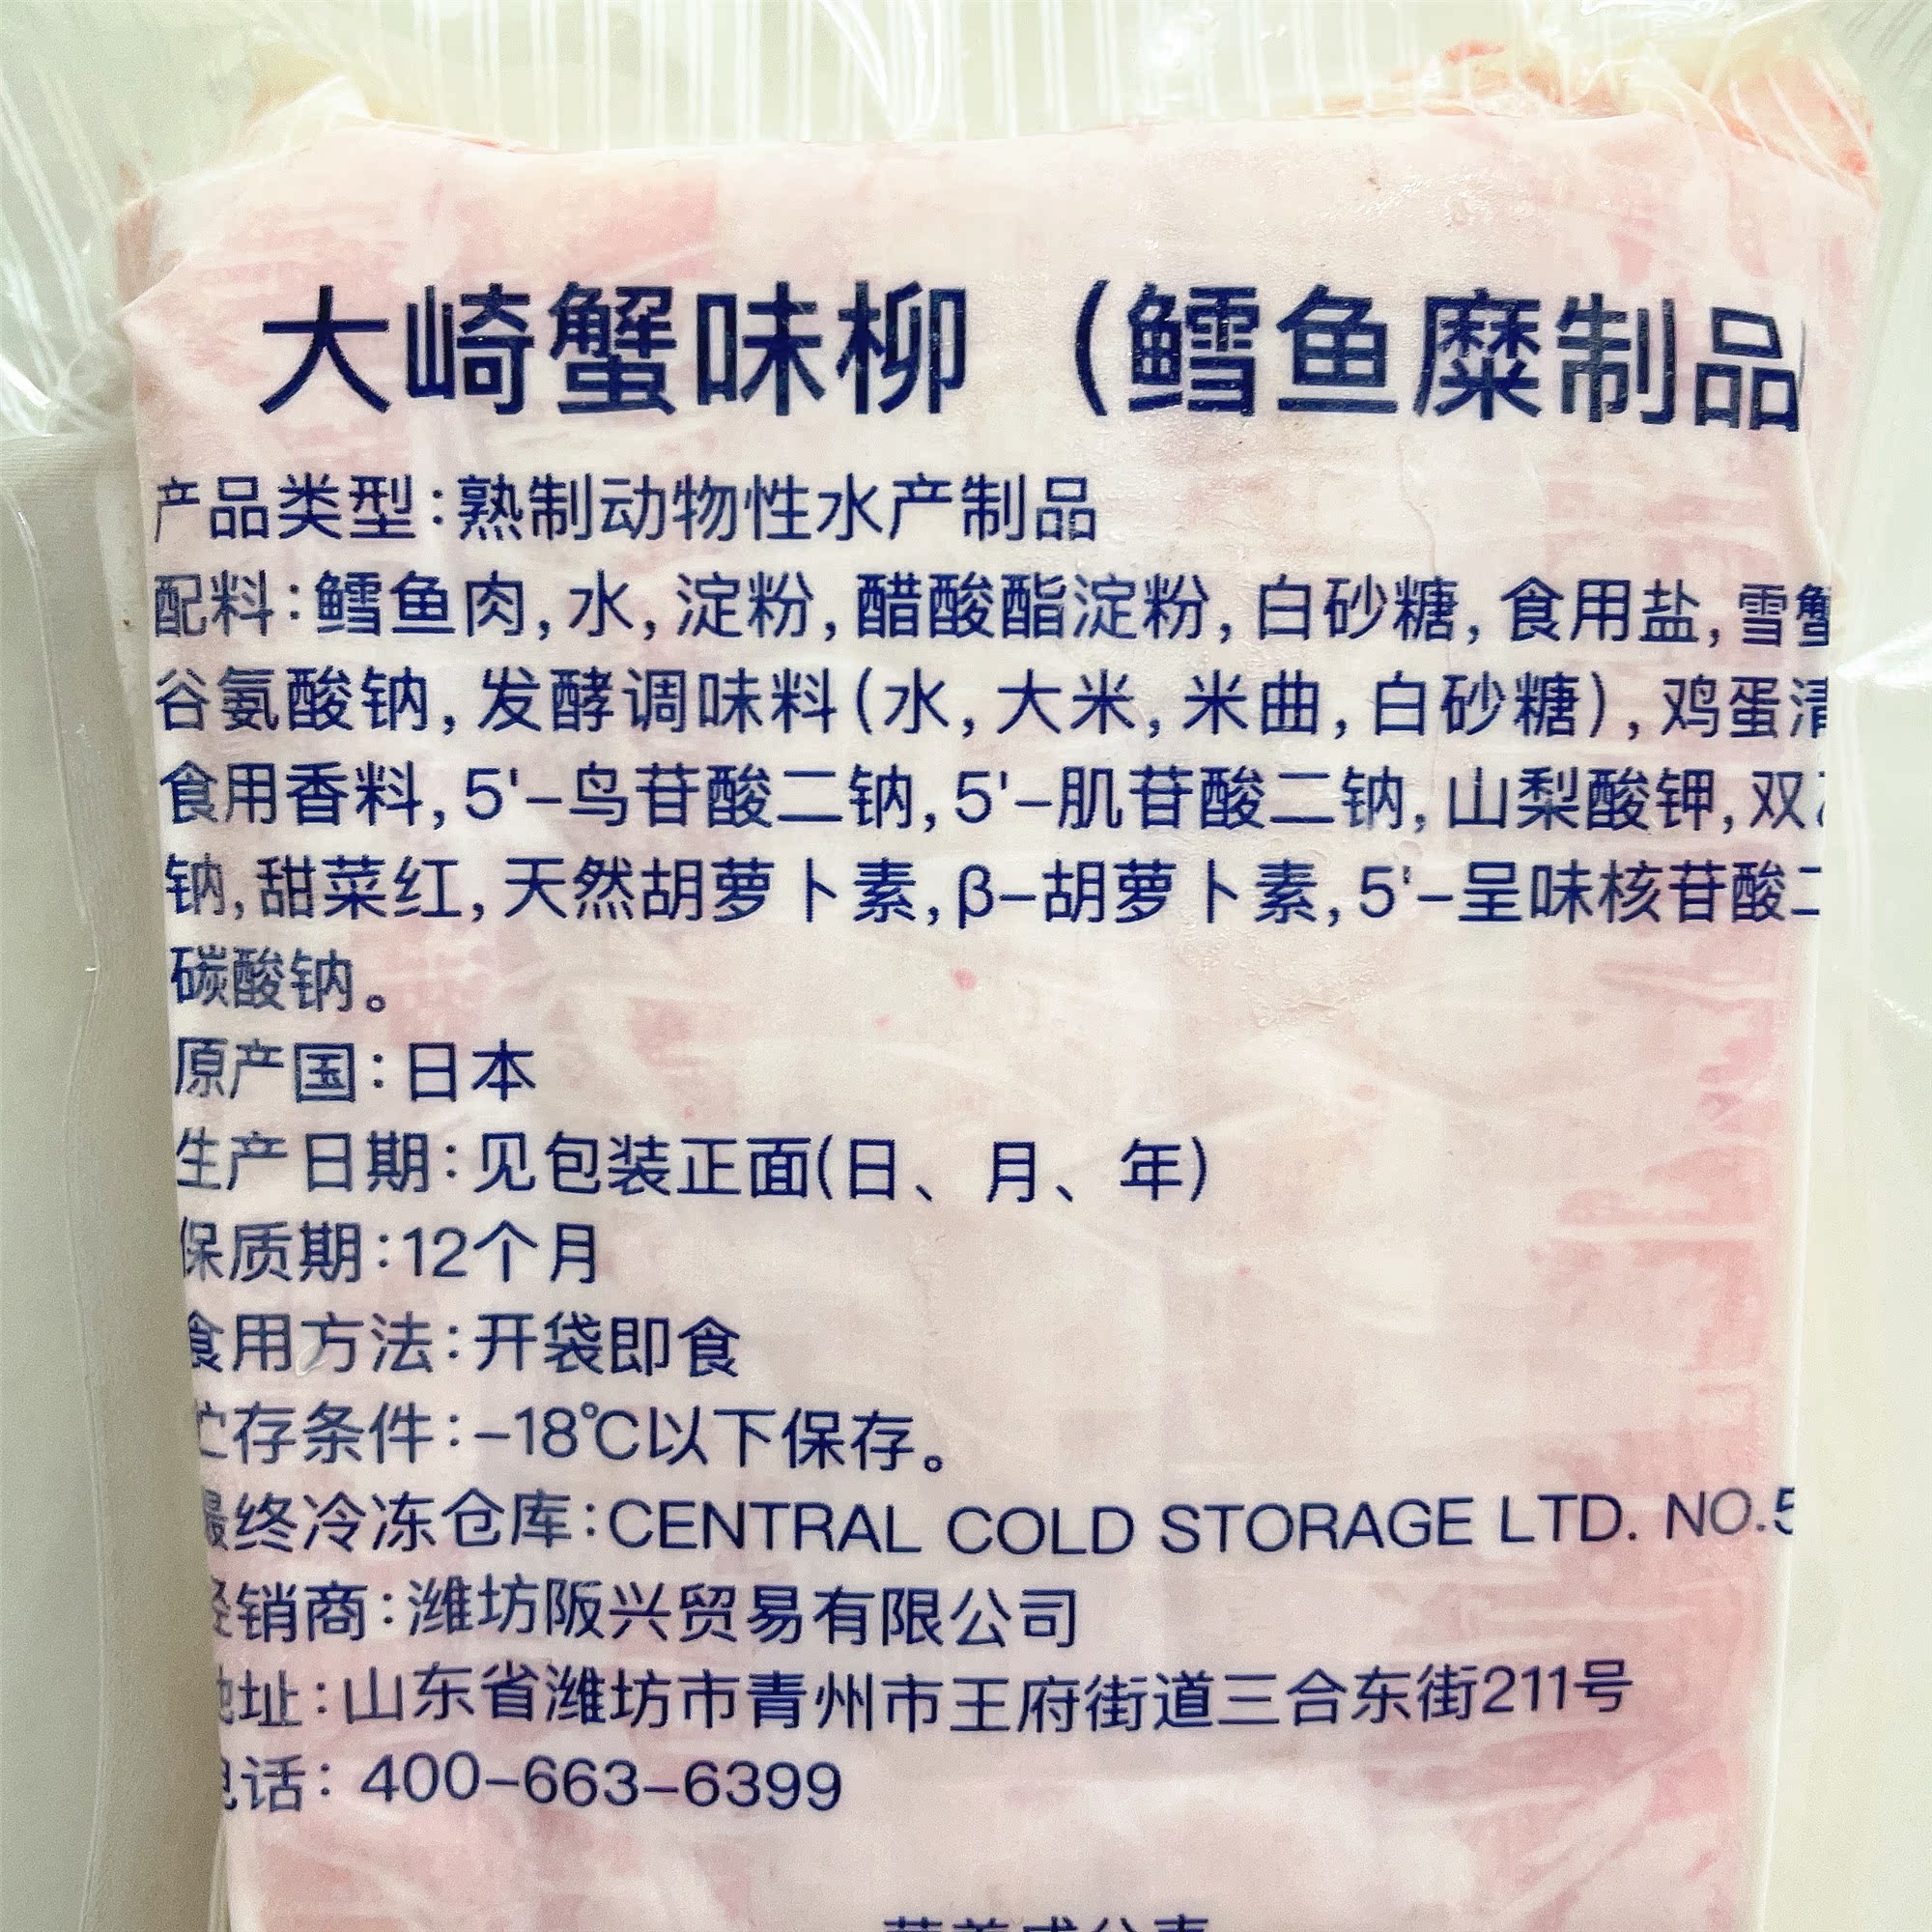 大崎蟹味柳（鳕鱼糜制品
产品类型:熟制动物性水产制品
配料:鳕鱼肉,水,淀粉,醋酸酯淀粉,白砂糖,食用盐,雪蟹
谷氨酸钠,发酵调味料(水,大米,米曲,白砂糖),鸡蛋清
食用香料,5'-鸟苷酸二钠,5'-肌苷酸二钠,山梨酸钾,双
钠,甜菜红,天然胡萝卜素,β-胡萝卜素,5'-呈味核苷酸二
碳酸钠。
原产国:日本
生产日期:见包装正面(日、月、年)
保质期:12个月
食用方法:开袋即食
贮存条件:-18℃以下保存。
最终冷冻仓库:CENTRAL COLD STORAGE LTD. NO.5
经销商:潍坊阪兴贸易有限公司
地址:山东省潍坊市青州市王府街道三合东街211号
电话: 400-663-6399
营养成分表